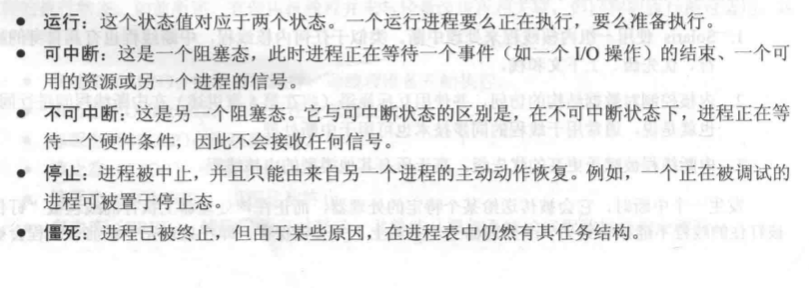 ● 运行：这个状态值对应于两个状态。一个运行进程要么正在执行，要么准备执行。
● 可中断：这是一个阻塞态，此时进程正在等待一个事件（如一个 I/O 操作）的结束、一个可
用的资源或另一个进程的信号。
● 不可中断：这是另一个阻塞态。它与可中断状态的区别是，在不可中断状态下，进程正在等
待一个硬件条件，因此不会接收任何信号。
● 停止：进程被中止，并且只能由来自另一个进程的主动动作恢复。例如，一个正在被调试的
进程可被置于停止态。
● 僵死：进程已被终止，但由于某些原因，在进程表中仍然有其任务结构。